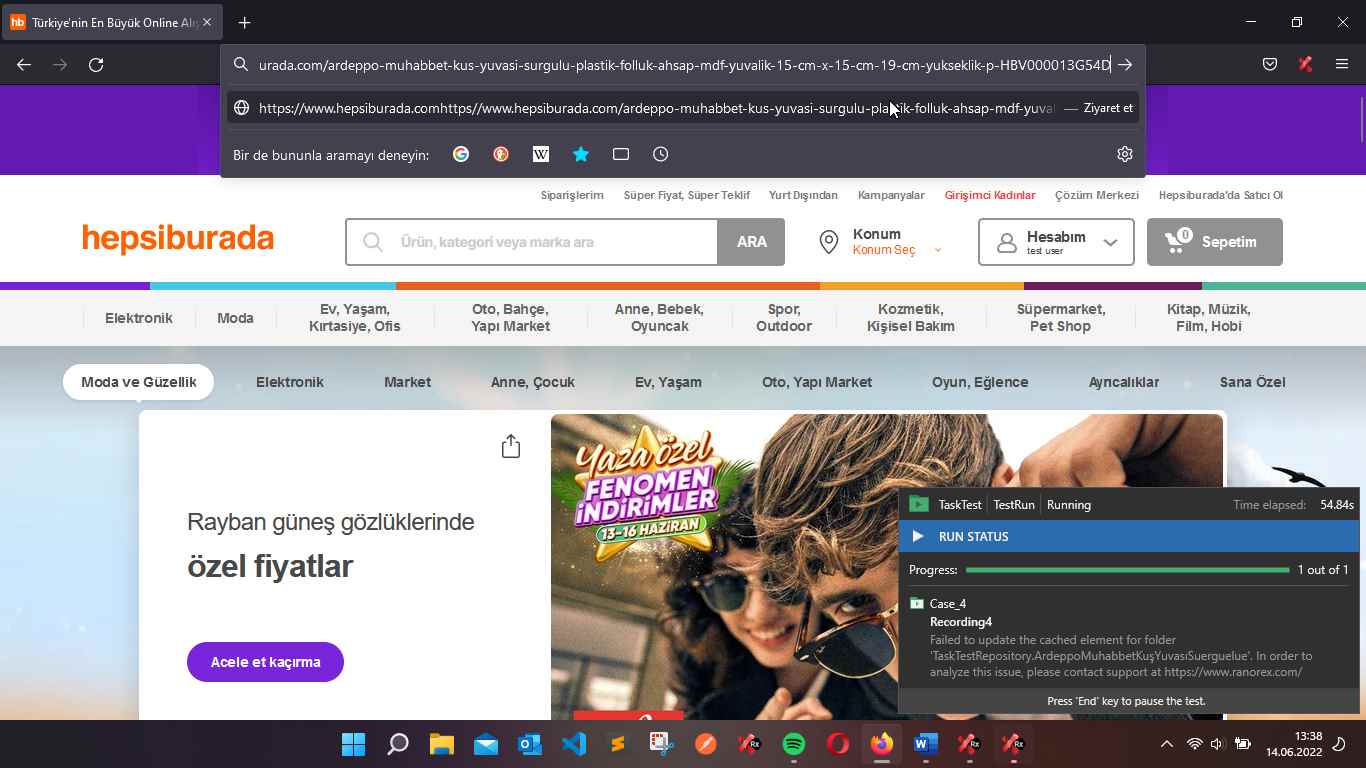 hb Türkiye'nin En Büyük Online Alış
urada.com/ardeppo-muhabbet-kus-yuvasi-surgulu-plastik-folluk-ahsap-mdf-yuvalik-15-cm-x-15-cm-19-cm-yukseklik-p-HBV000013G54D
https://www.hepsiburada.comhttps//www.hepsiburada.com/ardeppo-muhabbet-kus-yuvasi-surgulu-plastik-folluk-ahsap-mdf-yuval — Ziyaret et
Bir de bununla aramayı deneyin:
Siparişlerim Süper Fiyat, Süper Teklif Yurt Dışından Kampanyalar Girişimci Kadınlar Çözüm Merkezi Hepsiburada'da Satıcı Ol
hepsiburada
Ürün, kategori veya marka ara ARA
Konum
Konum Seç
Hesabım
test user
0 Sepetim
Elektronik
Moda
Ev, Yaşam,
Kırtasiye, Ofis
Oto, Bahçe,
Yapı Market
Anne, Bebek,
Oyuncak
Spor,
Outdoor
Kozmetik,
Kişisel Bakım
Süpermarket,
Pet Shop
Kitap, Müzik,
Film, Hobi
Moda ve Güzellik Elektronik Market Anne, Çocuk Ev, Yaşam Oto, Yapı Market Oyun, Eğlence Ayrıcalıklar Sana Özel
Rayban güneş gözlüklerinde
özel fiyatlar
Acele et kaçırma
Yaza özel
FENOMEN
İNDİRİMLER
13-16 HAZİRAN
TaskTest TestRun Running Time elapsed: 54.84s
RUN STATUS
Progress: 1 out of 1
Case_4
Recording4
Failed to update the cached element for folder
'TaskTestRepository.ArdeppoMuhabbetKuşYuvasıSuerguelue'. In order to
analyze this issue, please contact support at https://www.ranorex.com/
Press 'End' key to pause the test.
13:38
14.06.2022